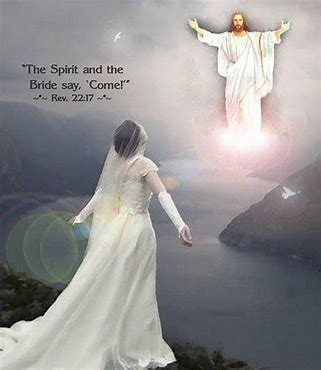 "The Spirit and the
Bride say, 'Come!'"
~*~ Rev. 22:17 ~*~